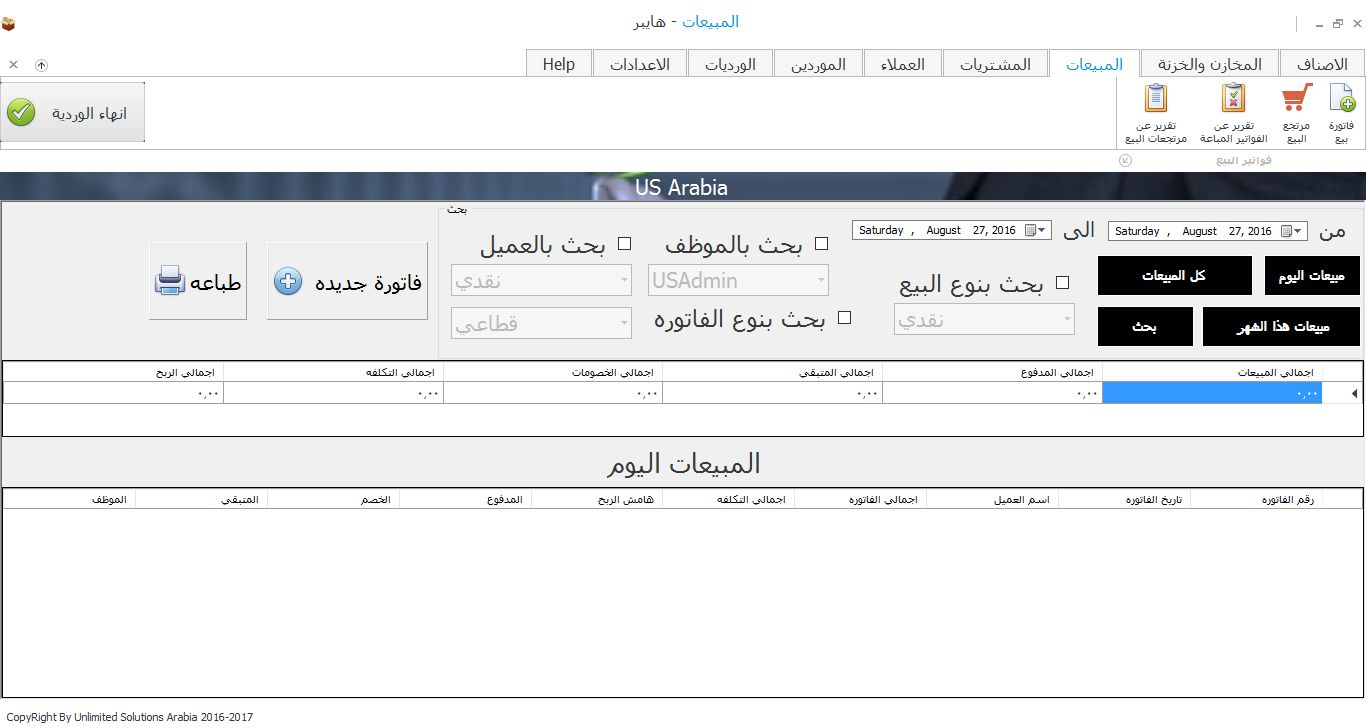 المبيعات - هايبر
الاصناف
المخازن والخزنة
المبيعات
المشتريات
العملاء
الموردين
الورديات
الاعدادات
Help
فاتورة
بيع
مرتجع
البيع
تقرير عن
الفواتير المباعة
تقرير عن
مرتجعات البيع
فواتير البيع
انهاء الوردية
US Arabia
من
Saturday , August 27, 2016
الى
Saturday , August 27, 2016
مبيعات اليوم
كل المبيعات
مبيعات هذا الشهر
بحث
بحث
بحث بنوع البيع
نقدي
بحث بالموظف
USAdmin
بحث بنوع الفاتوره
قطاعي
بحث بالعميل
نقدي
فاتورة جديده
طباعه
اجمالي المبيعات اجمالي المدفوع اجمالي المتبقي اجمالي الخصومات اجمالي التكلفه اجمالي الربح
٠,٠٠ ٠,٠٠ ٠,٠٠ ٠,٠٠ ٠,٠٠ ٠,٠٠
المبيعات اليوم
رقم الفاتوره تاريخ الفاتوره اسم العميل اجمالي الفاتوره اجمالي التكلفه هامش الربح المدفوع الخصم المتبقي الموظف
CopyRight By Unlimited Solutions Arabia 2016-2017